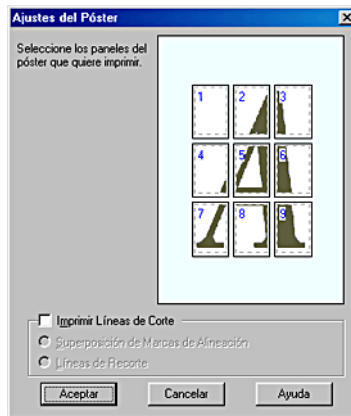 Ajustes del Póster
Seleccione los paneles del
póster que quiere imprimir.
1 2 3
4 5 6
7 8 9
Imprimir Líneas de Corte
Superposición de Marcas de Alineación
Líneas de Recorte
Aceptar Cancelar Ayuda